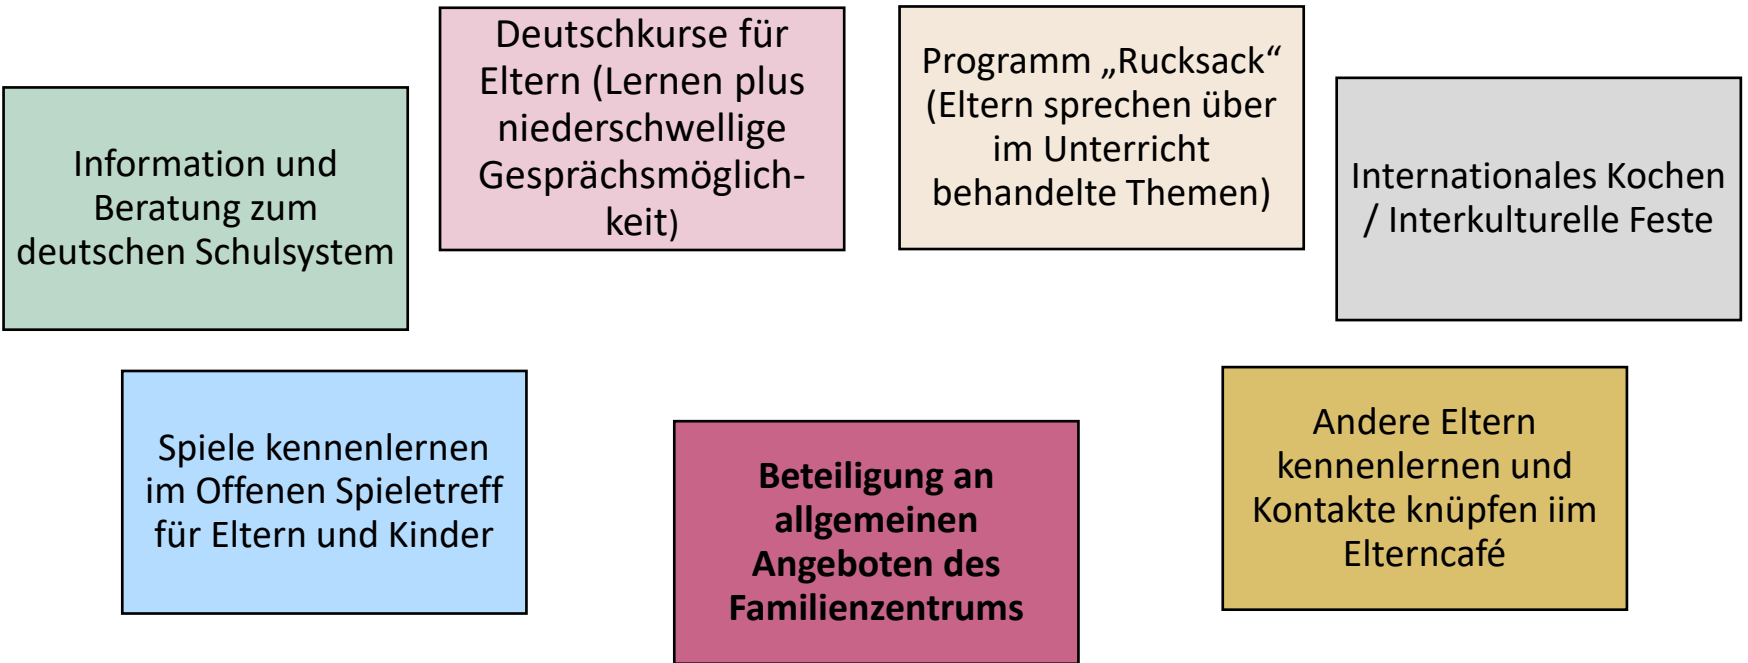 Information und
Beratung zum
deutschen Schulsystem
Deutschkurse für
Eltern (Lernen plus
niederschwellige
Gesprächsmöglich-
keit)
Programm „Rucksack“
(Eltern sprechen über
im Unterricht
behandelte Themen)
Internationales Kochen
/ Interkulturelle Feste
Spiele kennenlernen
im Offenen Spieletreff
für Eltern und Kinder
Beteiligung an
allgemeinen
Angeboten des
Familienzentrums
Andere Eltern
kennenlernen und
Kontakte knüpfen iim
Elterncafé